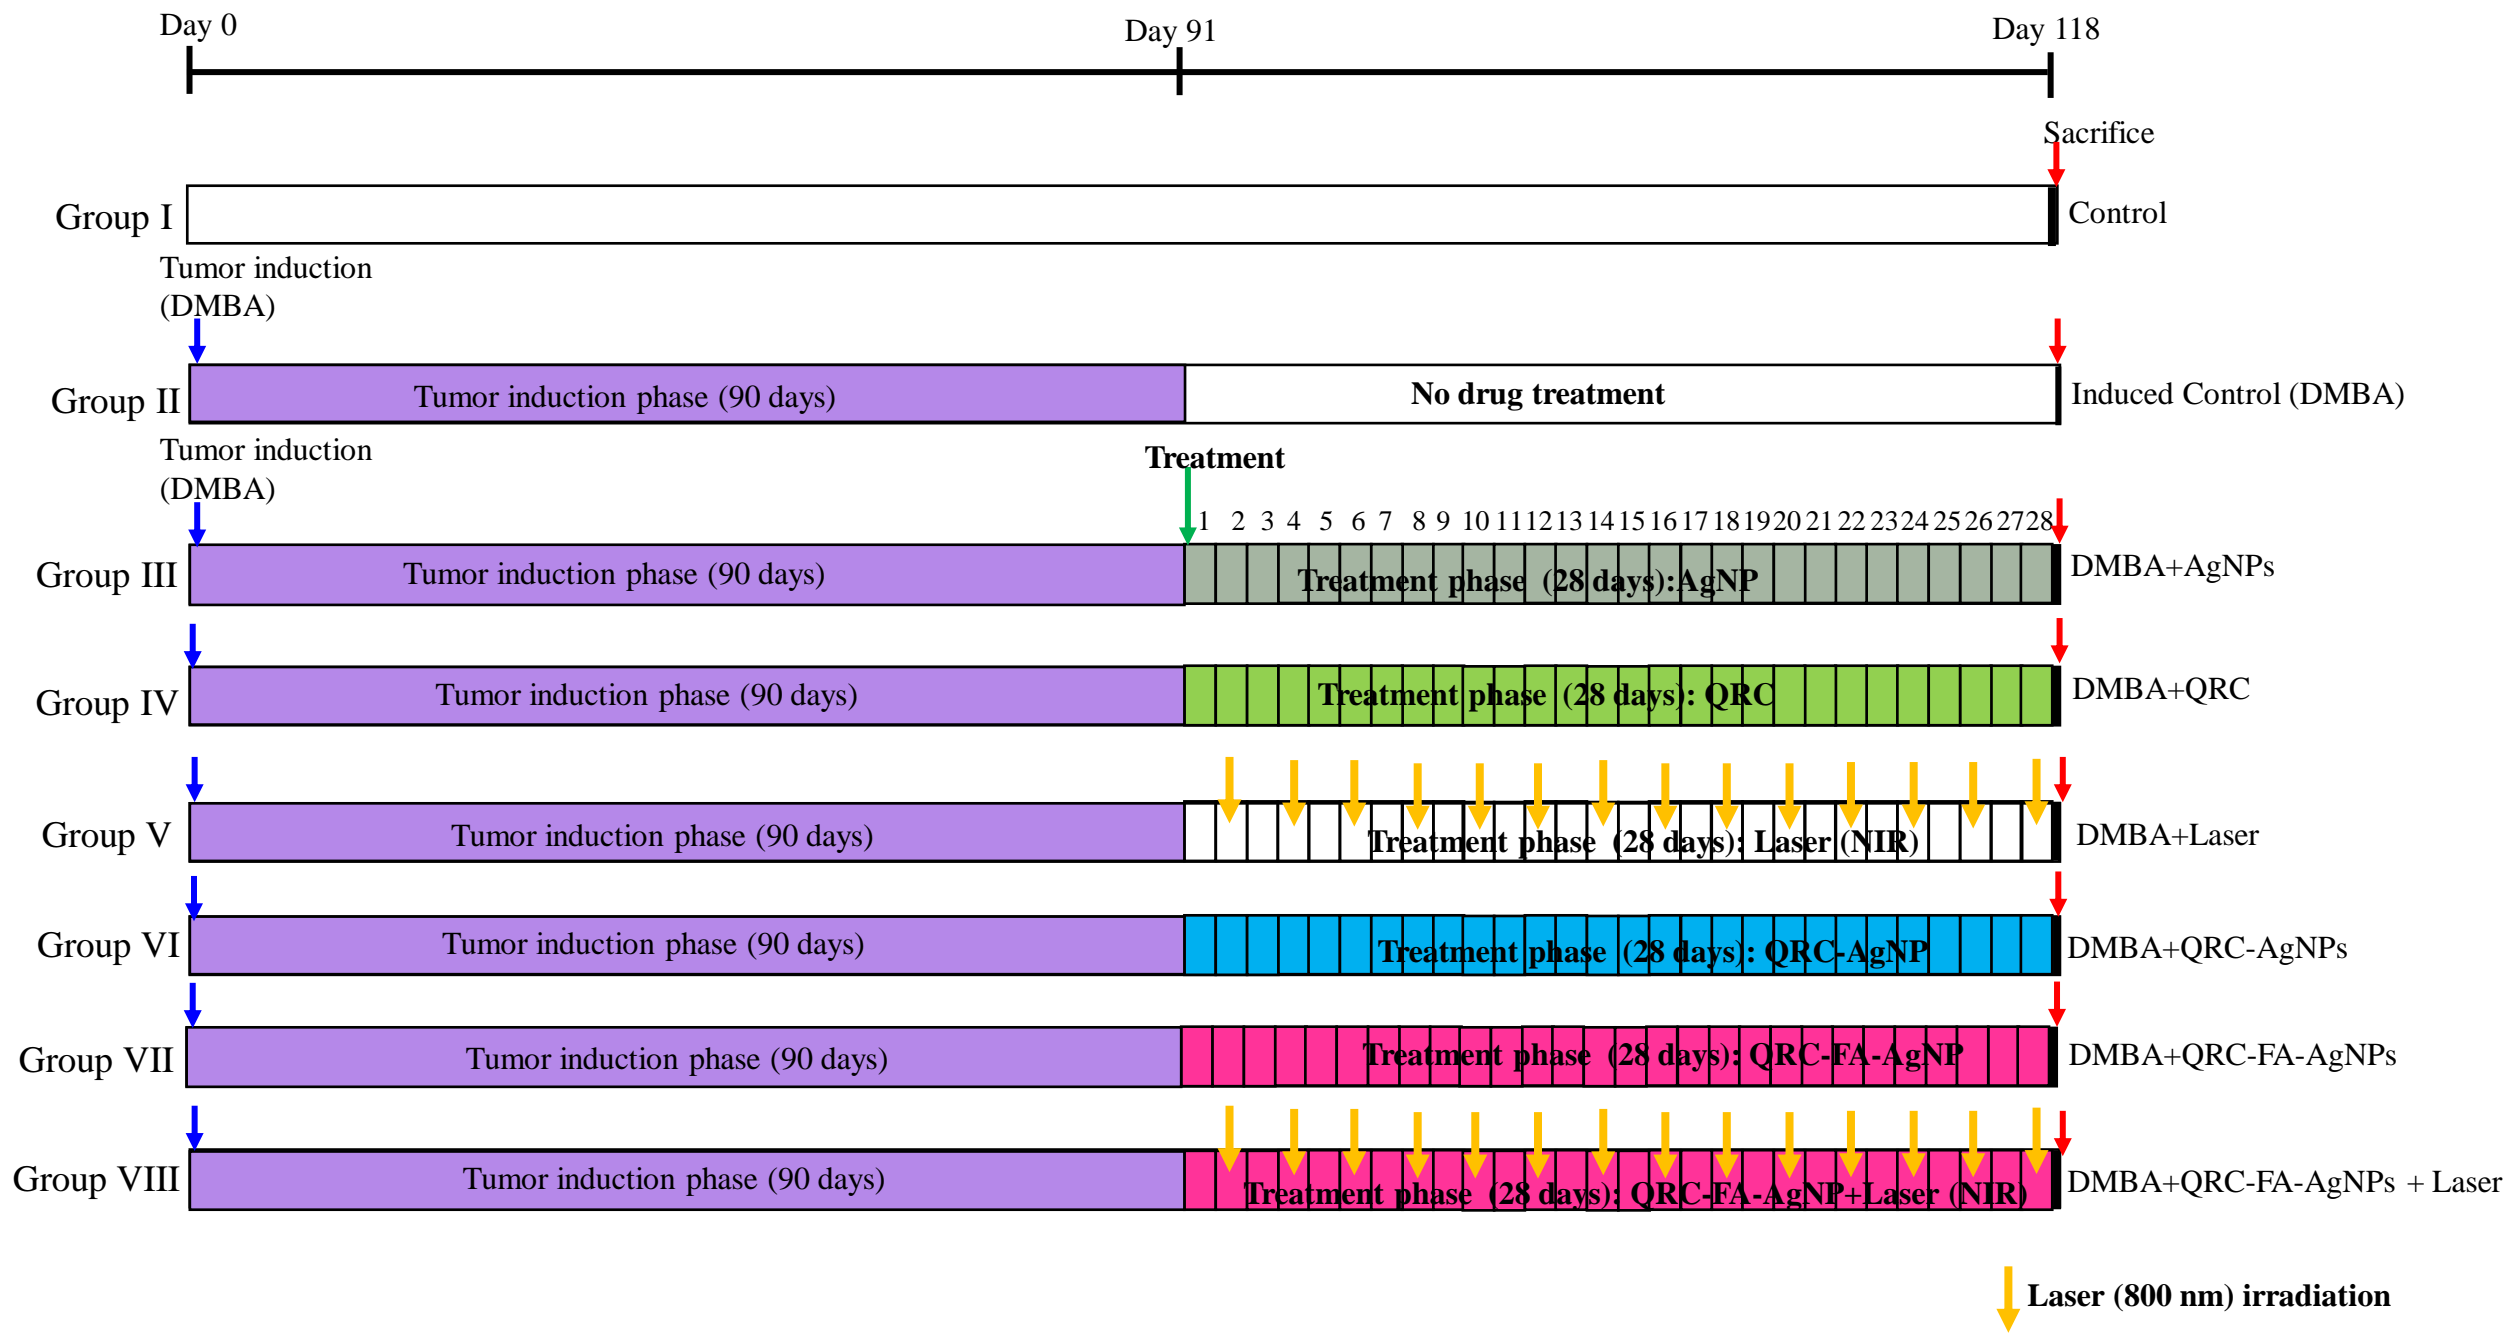 Day 0
Day 91
Day 118
Sacrifice
Group I
Control
Tumor induction
(DMBA)
Group II
Tumor induction phase (90 days)
No drug treatment
Induced Control (DMBA)
Tumor induction
(DMBA)
Treatment
1 2 3 4 5 6 7 8 9 10 11 12 13 14 15 16 17 18 19 20 21 22 23 24 25 26 27 28
Group III
Tumor induction phase (90 days)
Treatment phase (28 days):AgNP
DMBA+AgNPs
Group IV
Tumor induction phase (90 days)
Treatment phase (28 days): QRC
DMBA+QRC
Group V
Tumor induction phase (90 days)
Treatment phase (28 days): Laser (NIR)
DMBA+Laser
Group VI
Tumor induction phase (90 days)
Treatment phase (28 days): QRC-AgNP
DMBA+QRC-AgNPs
Group VII
Tumor induction phase (90 days)
Treatment phase (28 days): QRC-FA-AgNP
DMBA+QRC-FA-AgNPs
Group VIII
Tumor induction phase (90 days)
Treatment phase (28 days): QRC-FA-AgNP+Laser (NIR)
DMBA+QRC-FA-AgNPs + Laser
Laser (800 nm) irradiation